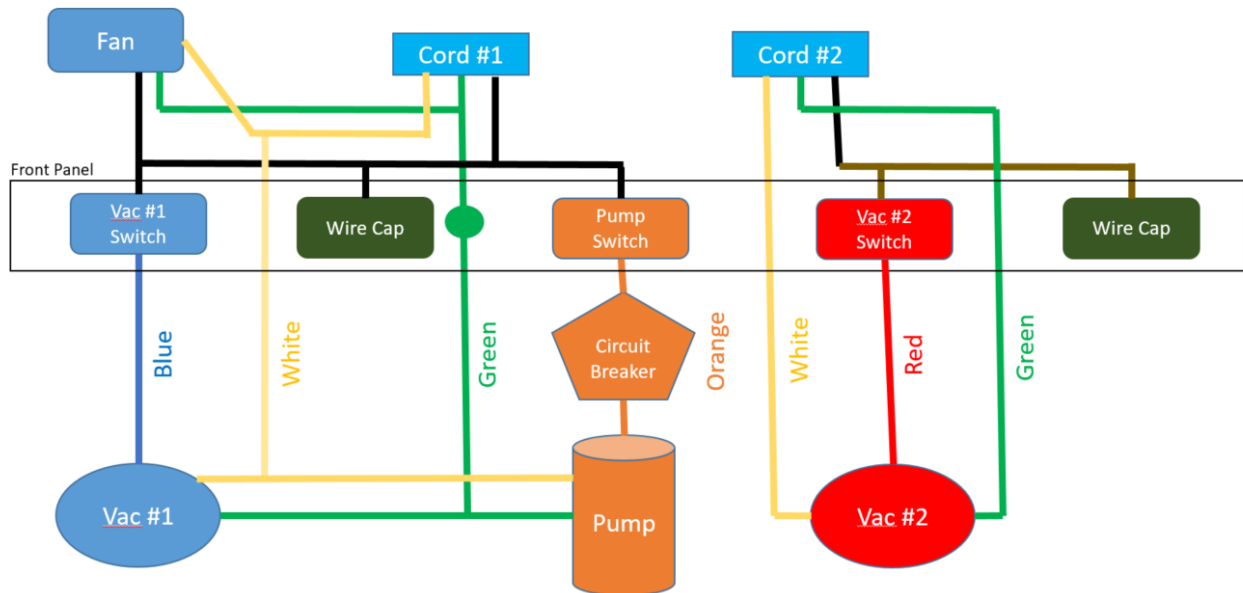 Fan
Cord #1
Cord #2
Front Panel
Vac #1
Switch
Wire Cap
Pump
Switch
Vac #2
Switch
Wire Cap
Blue
White
Green
Circuit
Breaker
Orange
White
Red
Green
Vac #1
Pump
Vac #2